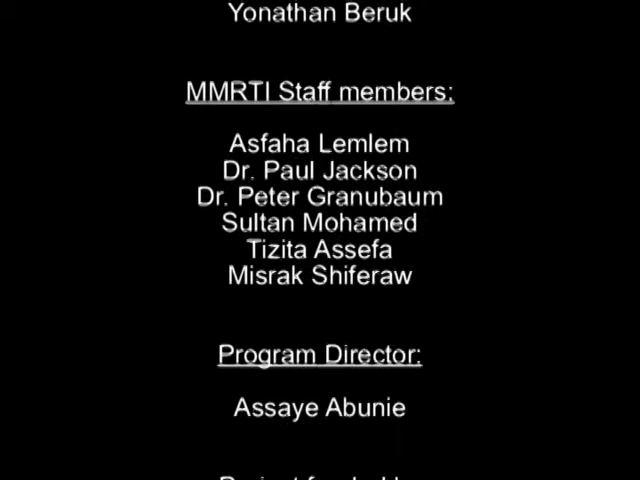 Yonathan Beruk
MMRTI Staff members:
Asfaha Lemlem
Dr. Paul Jackson
Dr. Peter Granubaum
Sultan Mohamed
Tizita Assefa
Misrak Shiferaw
Program Director:
Assaye Abunie